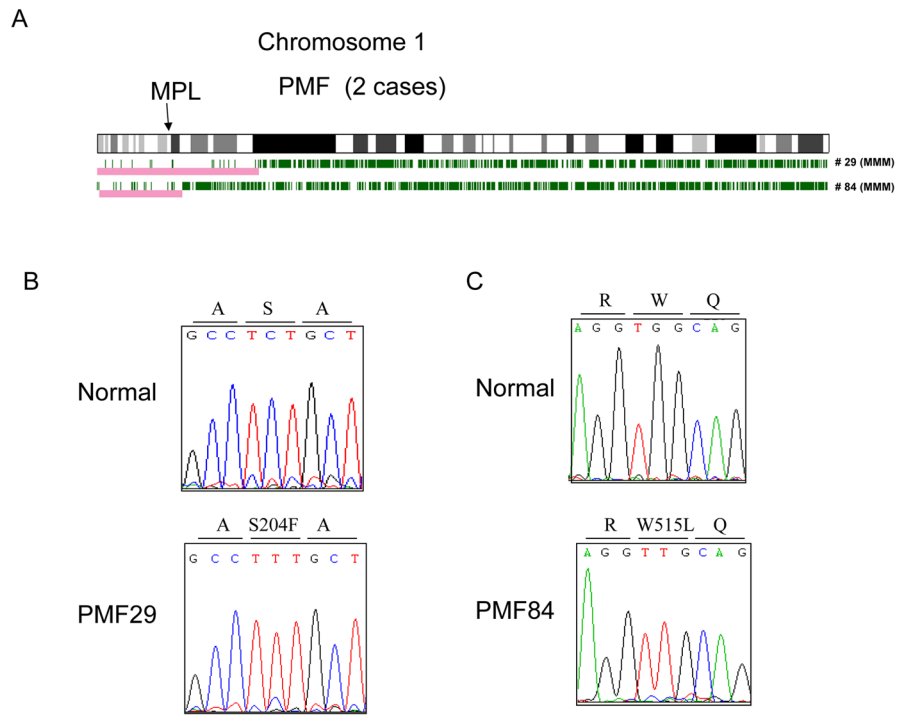 A
Chromosome 1
PMF (2 cases)
MPL
# 29 (MMM)
# 84 (MMM)
B
A S A
G C C T C T G C T
Normal
A S204F A
G C C T T T G C T
PMF29
C
R W Q
A G G T G G C A G
Normal
R W515L Q
A G G T T G C A G
PMF84